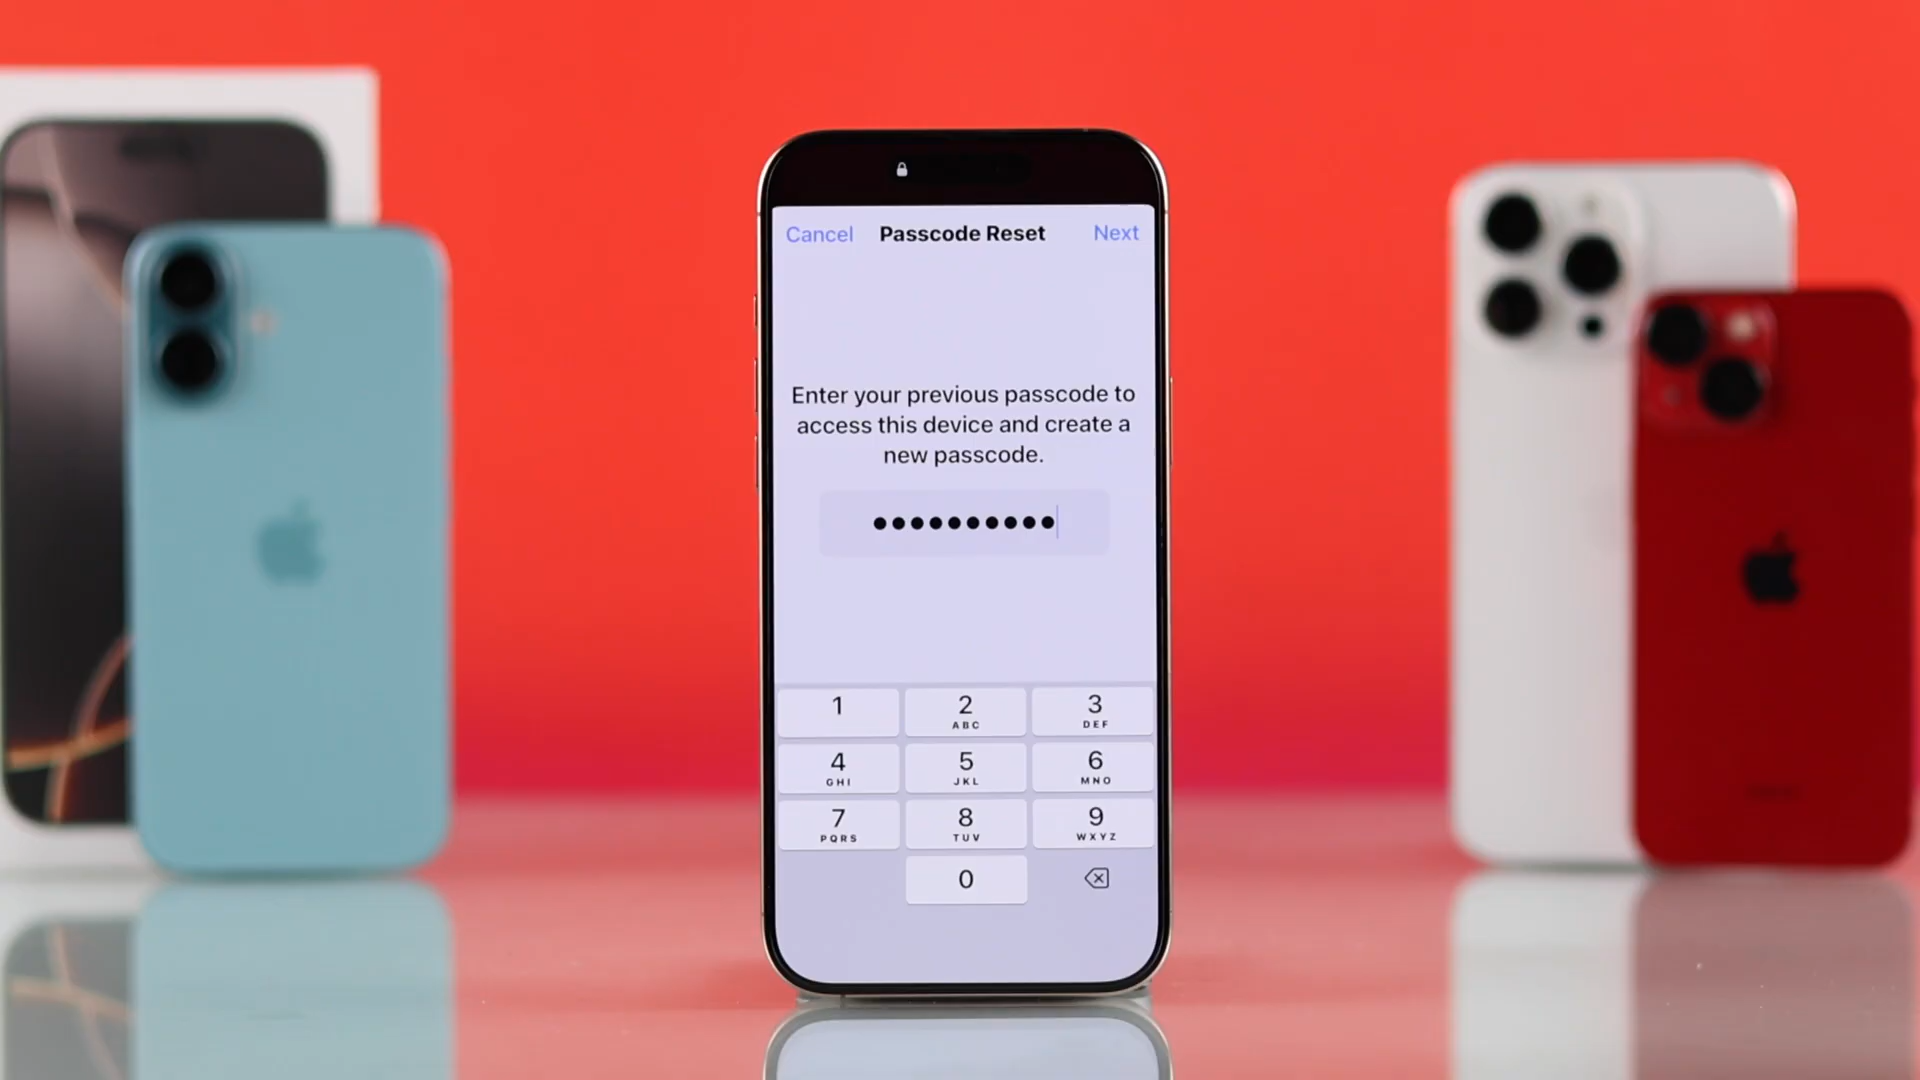 Cancel Passcode Reset Next
Enter your previous passcode to
access this device and create a
new passcode.
••••••••••
1 2 3
ABC DEF
4 5 6
GHI JKL MNO
7 8 9
PQRS TUV WXYZ
0